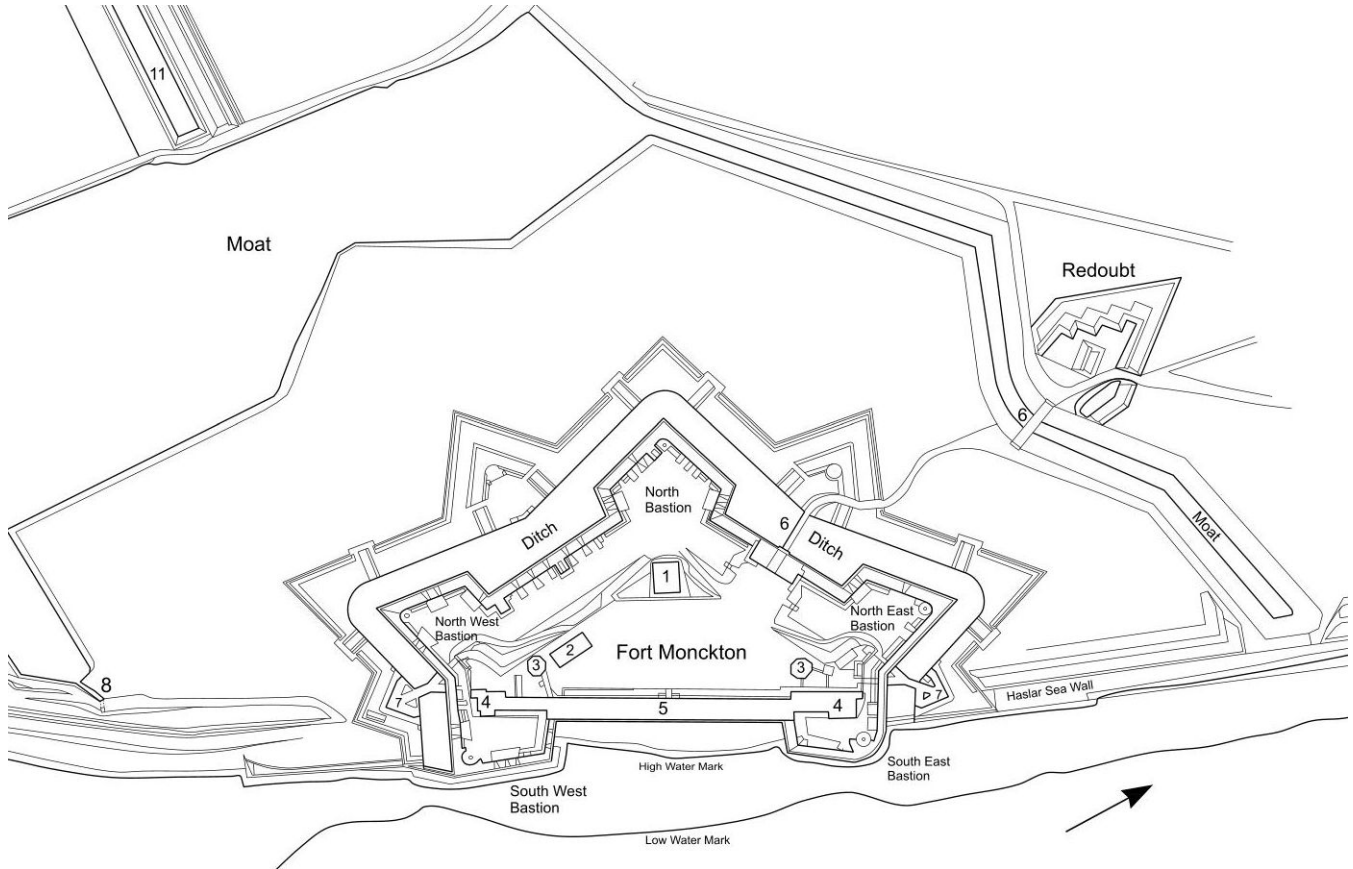 11
Moat
Redoubt
6
North
Bastion
Moat
6
Ditch
Ditch
1
North East
Bastion
North West
Bastion
2
Fort Monckton
3
3
8
7
7
Haslar Sea Wall
4
5
4
High Water Mark
South East
Bastion
South West
Bastion
Low Water Mark